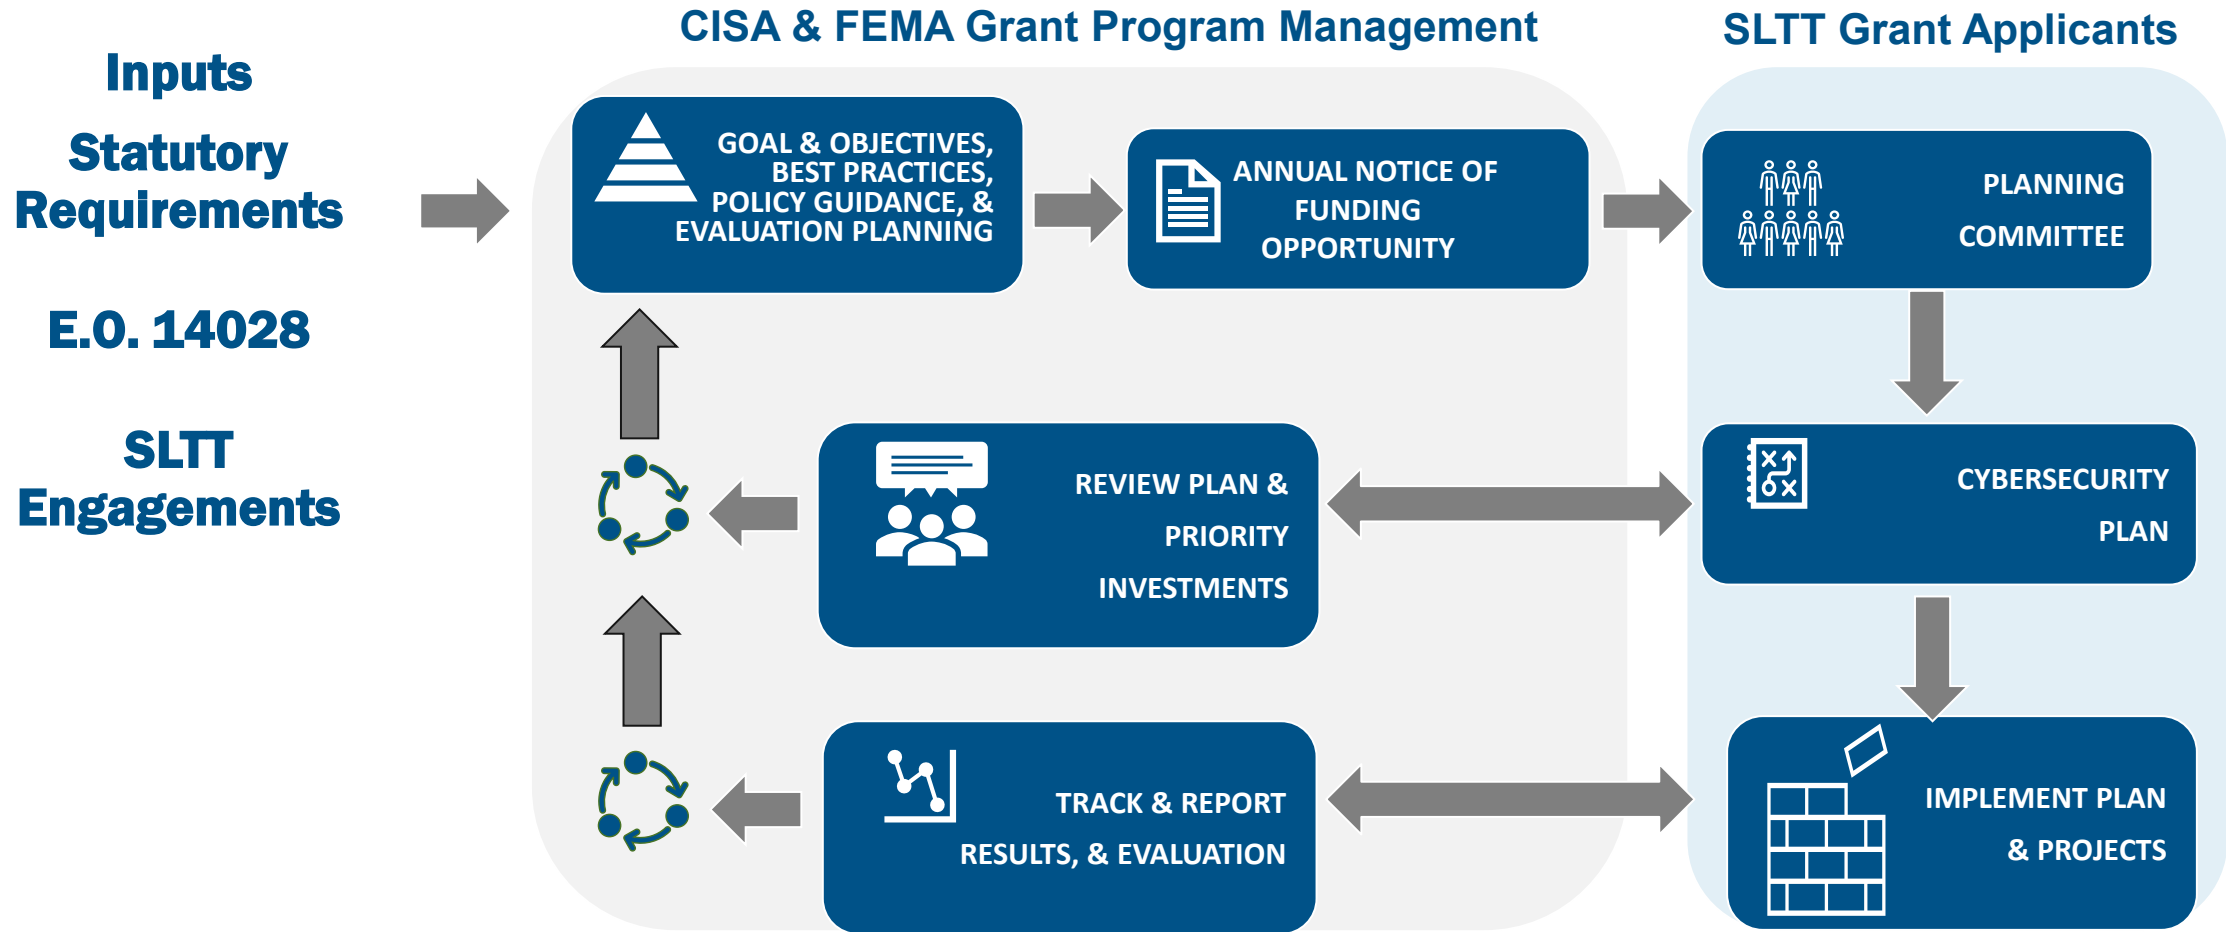 CISA & FEMA Grant Program Management
SLTT Grant Applicants
Inputs
Statutory
Requirements
E.O. 14028
SLTT
Engagements
GOAL & OBJECTIVES,
BEST PRACTICES,
POLICY GUIDANCE, &
EVALUATION PLANNING
ANNUAL NOTICE OF
FUNDING
OPPORTUNITY
PLANNING
COMMITTEE
REVIEW PLAN &
PRIORITY
INVESTMENTS
CYBERSECURITY
PLAN
TRACK & REPORT
RESULTS, & EVALUATION
IMPLEMENT PLAN
& PROJECTS